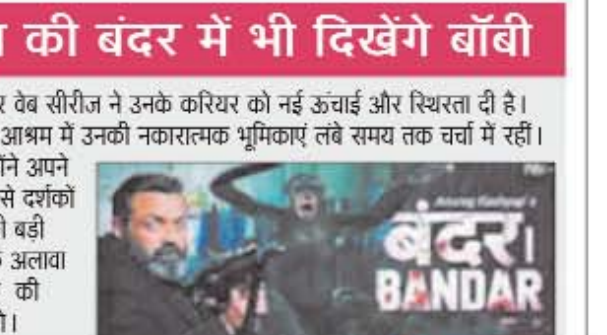 की बंदर में भी दिखेंगे बॉबी
वेब सीरीज ने उनके करियर को नई ऊंचाई और स्थिरता दी है।
आश्रम में उनकी नकारात्मक भूमिकाएं लंबे समय तक चर्चा में रहीं।
अपने
से दर्शकों
बड़ी
अलावा
की
Anurag Kashyap's
बंदर
BANDAR